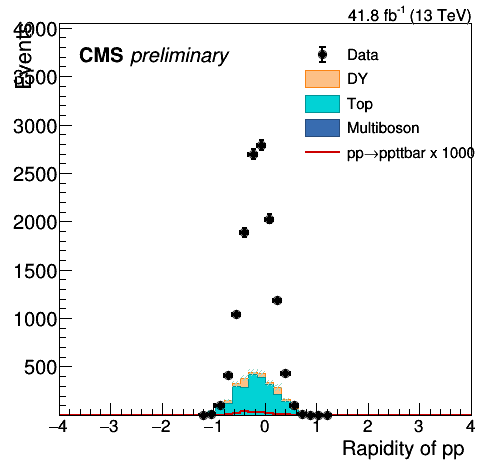 41.8 fb⁻¹ (13 TeV)
Events
CMS preliminary
Data
DY
Top
Multiboson
pp→ppttbar x 1000
4000
3500
3000
2500
2000
1500
1000
500
−4 −3 −2 −1 0 1 2 3 4
Rapidity of pp